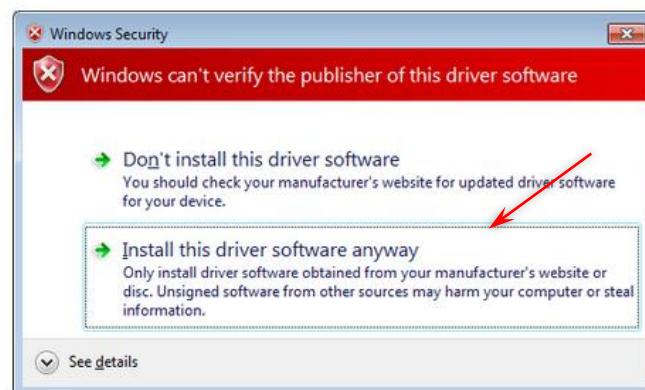 Windows Security
Windows can't verify the publisher of this driver software
Don't install this driver software
You should check your manufacturer's website for updated driver software
for your device.
Install this driver software anyway
Only install driver software obtained from your manufacturer's website or
disc. Unsigned software from other sources may harm your computer or steal
information.
See details